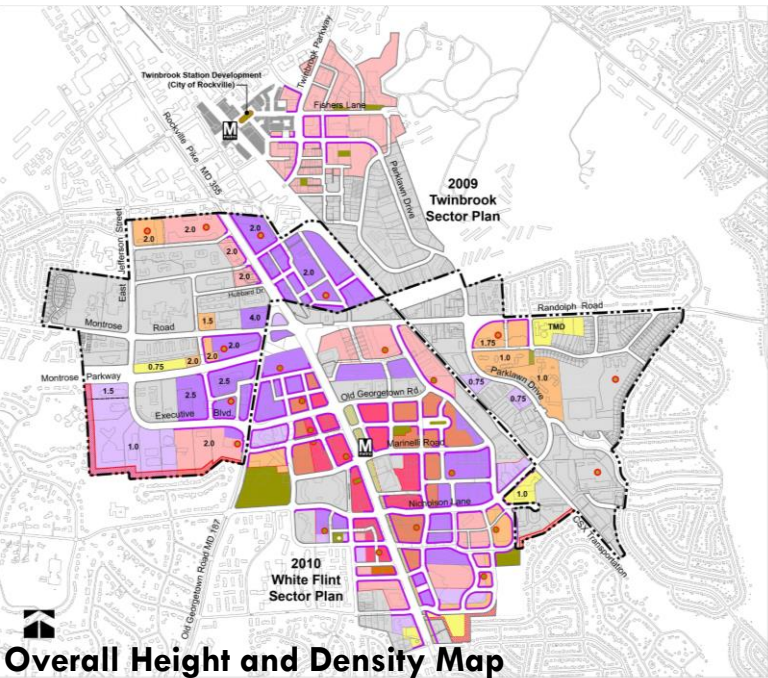 Twinbrook Station Development
(City of Rockville)
Twinbrook Parkway
Fishers Lane
M
Rockville Pike MD 355
Parklawn Drive
2009
Twinbrook
Sector Plan
East Jefferson Street
2.0
2.0
2.0
2.0
2.0
2.0
Hubbard Dr
Randolph Road
Montrose Road
1.5
4.0
TMD
1.75
2.0
2.0
2.0
1.0
0.75
Montrose Parkway
Parklawn Drive
0.75
1.0
0.75
1.5
2.5
2.5
Old Georgetown Rd
Executive Blvd
1.0
2.0
Marinelli Road
M
1.0
Nicholson Lane
CSX Transportation
Old Georgetown Road MD 187
2010
White Flint
Sector Plan
Overall Height and Density Map